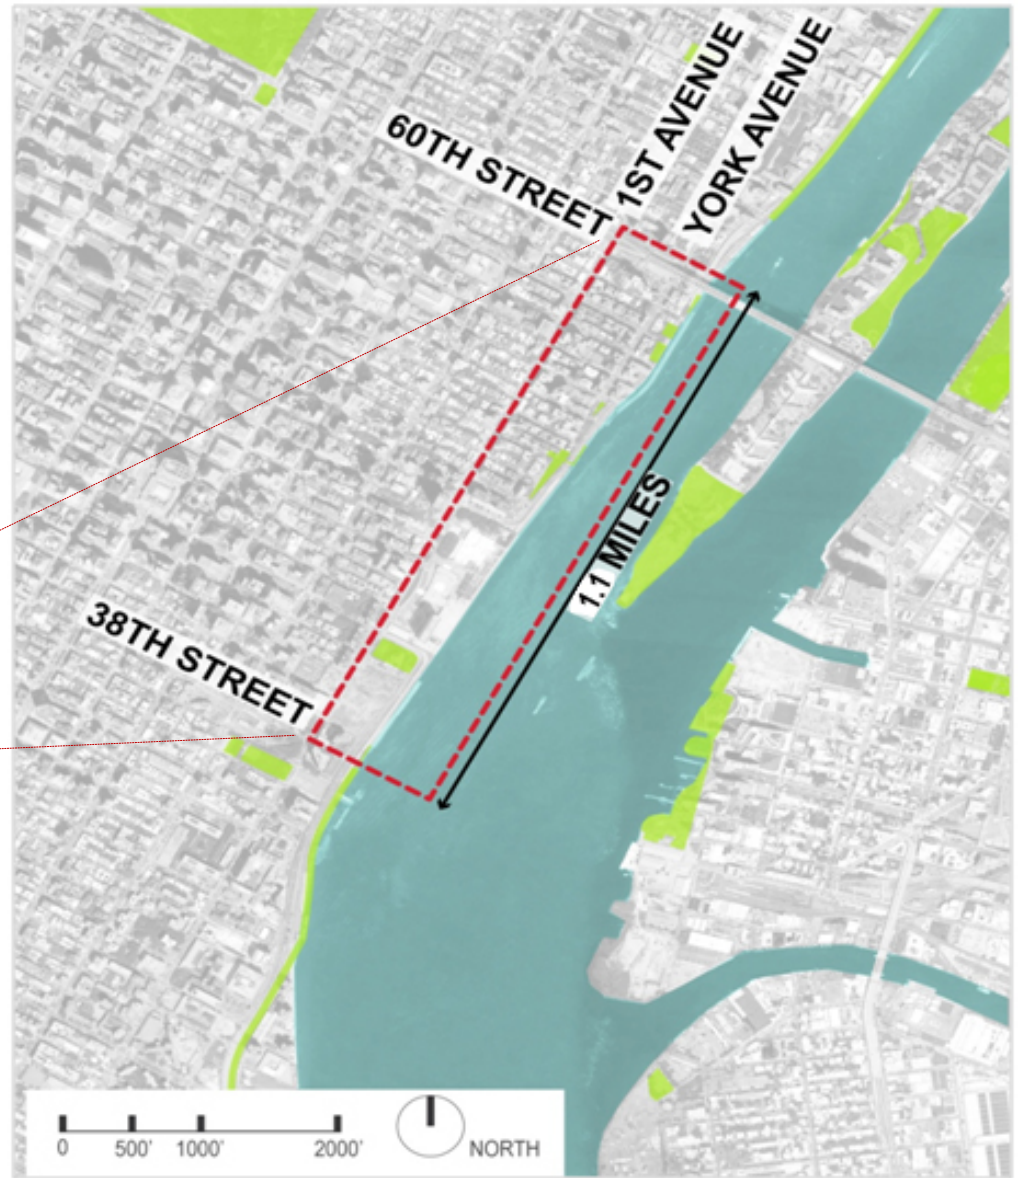 1ST AVENUE
YORK AVENUE
60TH STREET
1.1 MILES
38TH STREET
0 500' 1000' 2000'
NORTH